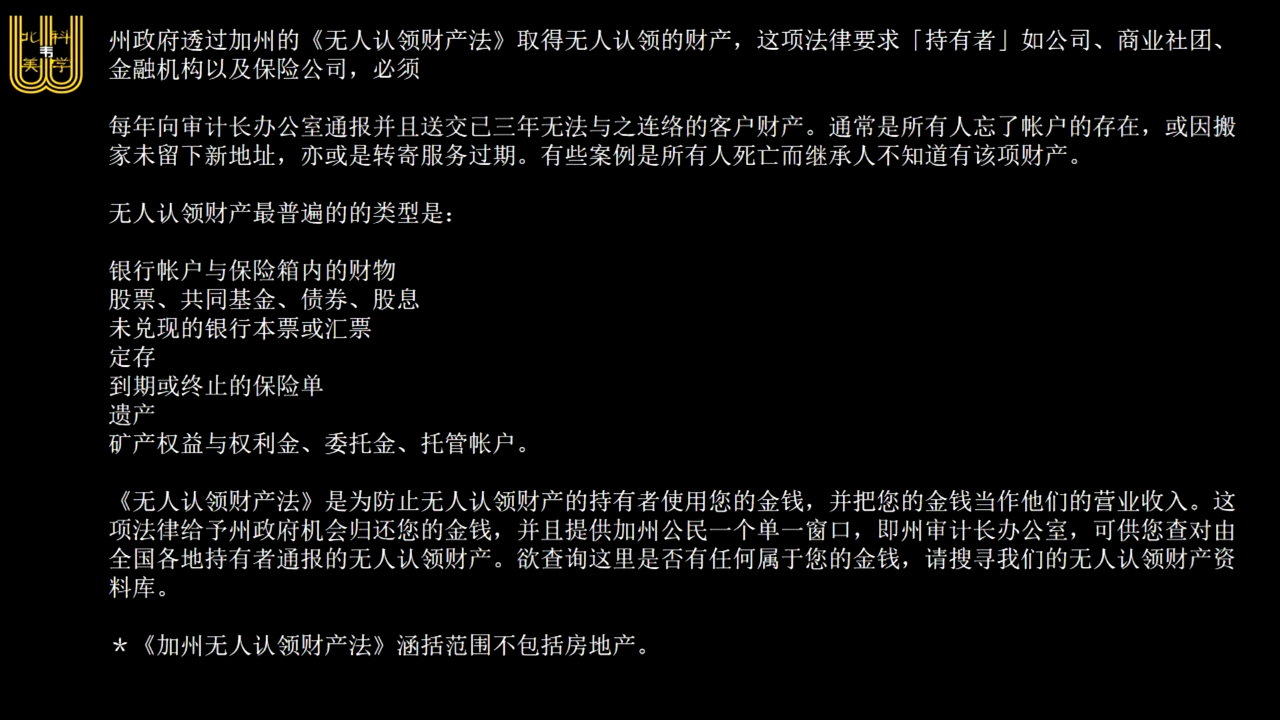 北科
韦
美学
州政府透过加州的《无人认领财产法》取得无人认领的财产，这项法律要求「持有者」如公司、商业社团、
金融机构以及保险公司，必须
每年向审计长办公室通报并且送交已三年无法与之连络的客户财产。通常是所有人忘了帐户的存在，或因搬
家未留下新地址，亦或是转寄服务过期。有些案例是所有人死亡而继承人不知道有该项财产。
无人认领财产最普遍的的类型是：
银行帐户与保险箱内的财物
股票、共同基金、债券、股息
未兑现的银行本票或汇票
定存
到期或终止的保险单
遗产
矿产权益与权利金、委托金、托管帐户。
《无人认领财产法》是为防止无人认领财产的持有者使用您的金钱，并把您的金钱当作他们的营业收入。这
项法律给予州政府机会归还您的金钱，并且提供加州公民一个单一窗口，即州审计长办公室，可供您查对由
全国各地持有者通报的无人认领财产。欲查询这里是否有任何属于您的金钱，请搜寻我们的无人认领财产资
料库。
＊《加州无人认领财产法》涵括范围不包括房地产。